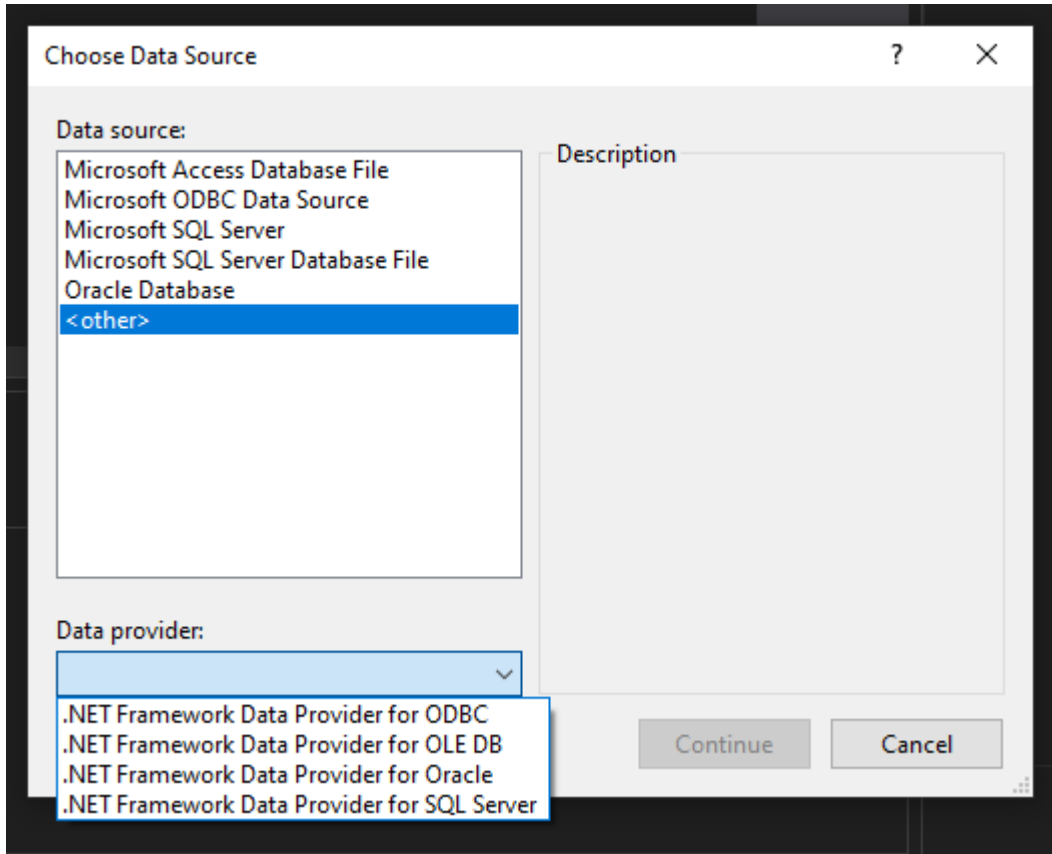 Choose Data Source
?
Data source:
Microsoft Access Database File
Microsoft ODBC Data Source
Microsoft SQL Server
Microsoft SQL Server Database File
Oracle Database
<other>
Description
Data provider:
.NET Framework Data Provider for ODBC
.NET Framework Data Provider for OLE DB
.NET Framework Data Provider for Oracle
.NET Framework Data Provider for SQL Server
Continue
Cancel